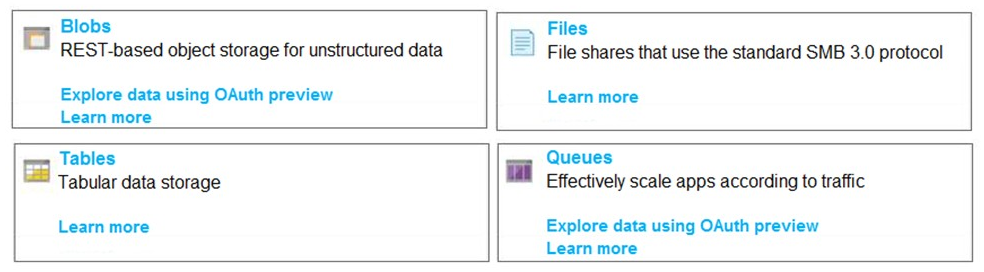 Blobs
REST-based object storage for unstructured data
Explore data using OAuth preview
Learn more
Files
File shares that use the standard SMB 3.0 protocol
Learn more
Tables
Tabular data storage
Learn more
Queues
Effectively scale apps according to traffic
Explore data using OAuth preview
Learn more